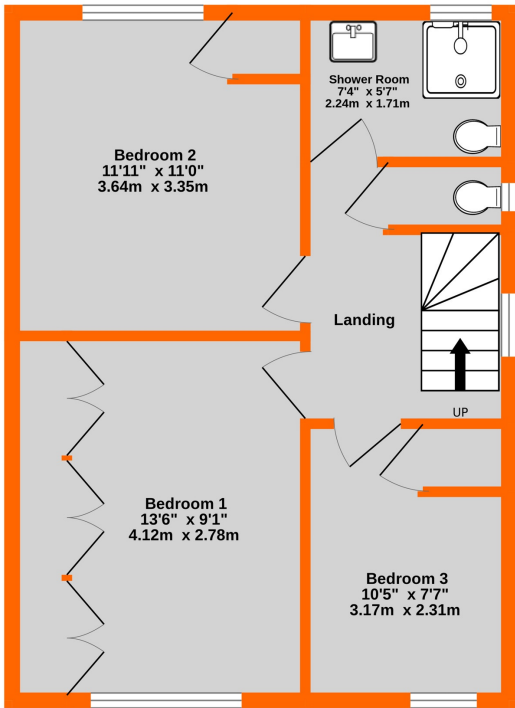 Shower Room
7'4" x 5'7"
2.24m x 1.71m
Bedroom 2
11'11" x 11'0"
3.64m x 3.35m
Landing
UP
Bedroom 1
13'6" x 9'1"
4.12m x 2.78m
Bedroom 3
10'5" x 7'7"
3.17m x 2.31m